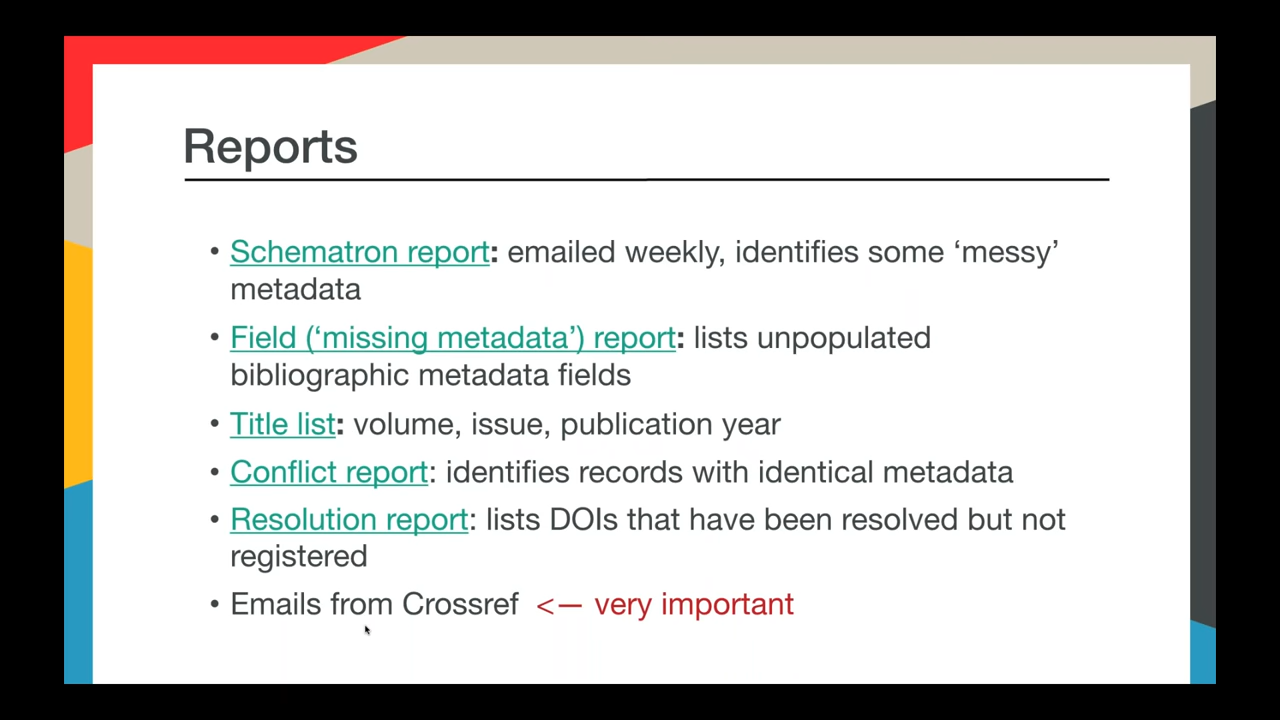 Reports
• Schematron report: emailed weekly, identifies some ‘messy’
metadata
• Field (‘missing metadata’) report: lists unpopulated
bibliographic metadata fields
• Title list: volume, issue, publication year
• Conflict report: identifies records with identical metadata
• Resolution report: lists DOIs that have been resolved but not
registered
• Emails from Crossref <— very important